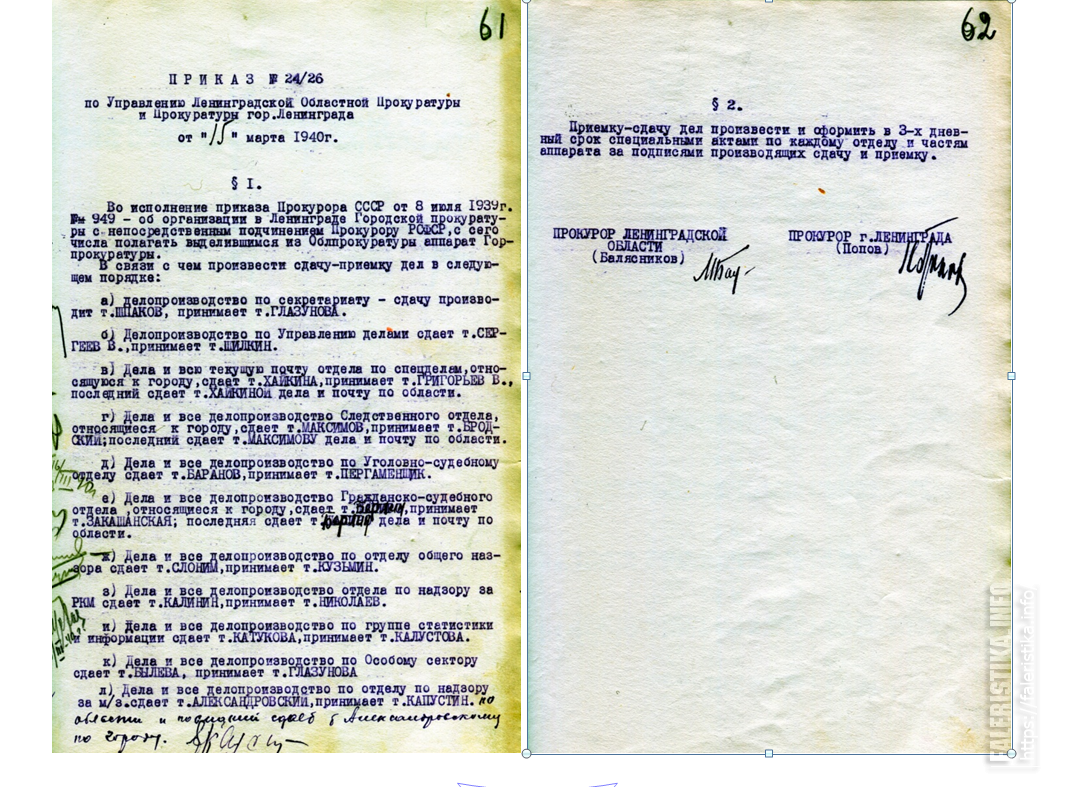 61
ПРИКАЗ № 24/26
по Управлению Ленинградской Областной Прокуратуры
и Прокуратуры гор.Ленинграда
от "15" марта 1940г.
§ I.
Во исполнение приказа Прокурора СССР от 8 июля 1939г.
№ 949 - об организации в Ленинграде Городской прокурату-
ры с непосредственным подчинением Прокурору РСФСР, с сего
числа полагать выделившимся из Облпрокуратуры аппарат Гор-
прокуратуры.
В связи с чем произвести сдачу-приемку дел в следую-
щем порядке:
а) делопроизводство по секретариату - сдачу произво-
дит т.ШПАКОВ, принимает т.ГЛАЗУНОВА.
б) Делопроизводство по Управлению делами сдает т.СЕР-
ГЕЕВ В.,принимает т.ШИЛКИН.
в) Дела и всю текущую почту отдела по спецделам,отно-
сящуюся к городу,сдает т.ХАЙКИНА,принимает т.ГРИГОРЬЕВ В.,
последний сдает т.ХАЙКИНОЙ дела и почту по области.
г) Дела и все делопроизводство Следственного отдела,
относящиеся к городу,сдает т.МАКСИМОВ,принимает т.БРОД-
СКИЙ;последний сдает т.МАКСИМОВУ дела и почту по области.
д) Дела и все делопроизводство по Уголовно-судебному
отделу сдает т.БАРАНОВ,принимает т.ПЕРГАМЕНЩИК.
е) Дела и все делопроизводство Гражданско-судебного
отдела ,относящиеся к городу,сдает т. принимает
т.ЗАКАШАНСКАЯ; последняя сдает т. дела и почту по
области.
ж) Дела и все делопроизводство по отделу общего над-
зора сдает т.СЛОНИМ,принимает т.КУЗЬМИН.
з) Дела и все делопроизводство отдела по надзору за
РКМ сдает т.КАЛИНИН,принимает т.НИКОЛАЕВ.
и) Дела и все делопроизводство по группе статистики
и информации сдает т.КАТУКОВА,принимает т.КАЛУСТОВА.
к) Дела и все делопроизводство по Особому сектору
сдает т.БЫЛЕВА, принимает т.ГЛАЗУНОВА
л) Дела и все делопроизводство по отделу по надзору
за м/з.сдает т.АЛЕКСАНДРОВСКИЙ,принимает т.КАПУСТИН. по
области и последний сдает т Александровскому
по городу.
62
§ 2.
Приемку-сдачу дел произвести и оформить в 3-х днев-
ный срок специальными актами по каждому отделу и частям
аппарата за подписями производящих сдачу и приемку.
ПРОКУРОР ЛЕНИНГРАДСКОЙ
ОБЛАСТИ
(Балясников)
ПРОКУРОР г.ЛЕНИНГРАДА
(Попов)
FALERISTIKA.INFO
https://falerichka.info